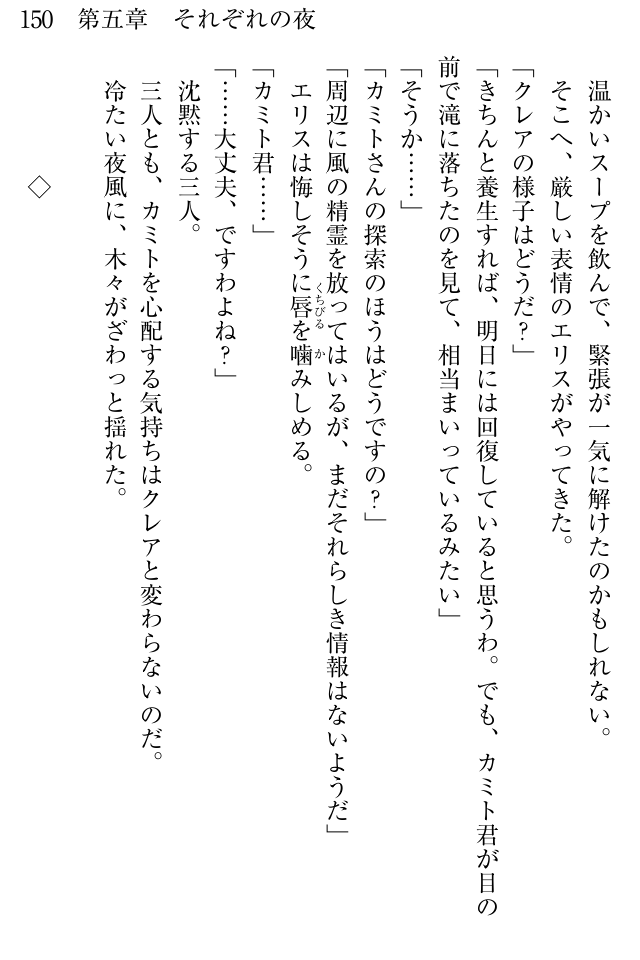 150　第五章　それぞれの夜
温かいスープを飲んで、緊張が一気に解けたのかもしれない。
そこへ、厳しい表情のエリスがやってきた。
「クレアの様子はどうだ？」
「きちんと養生すれば、明日には回復していると思うわ。でも、カミト君が目の
前で滝に落ちたのを見て、相当まいっているみたい」
「そうか……」
「カミトさんの探索のほうはどうですの？」
「周辺に風の精霊を放ってはいるが、まだそれらしき情報はないようだ」
エリスは悔しそうに唇くちびるを噛かみしめる。
「カミト君……」
「……大丈夫、ですわよね？」
沈黙する三人。
三人とも、カミトを心配する気持ちはクレアと変わらないのだ。
冷たい夜風に、木々がざわっと揺れた。
◇